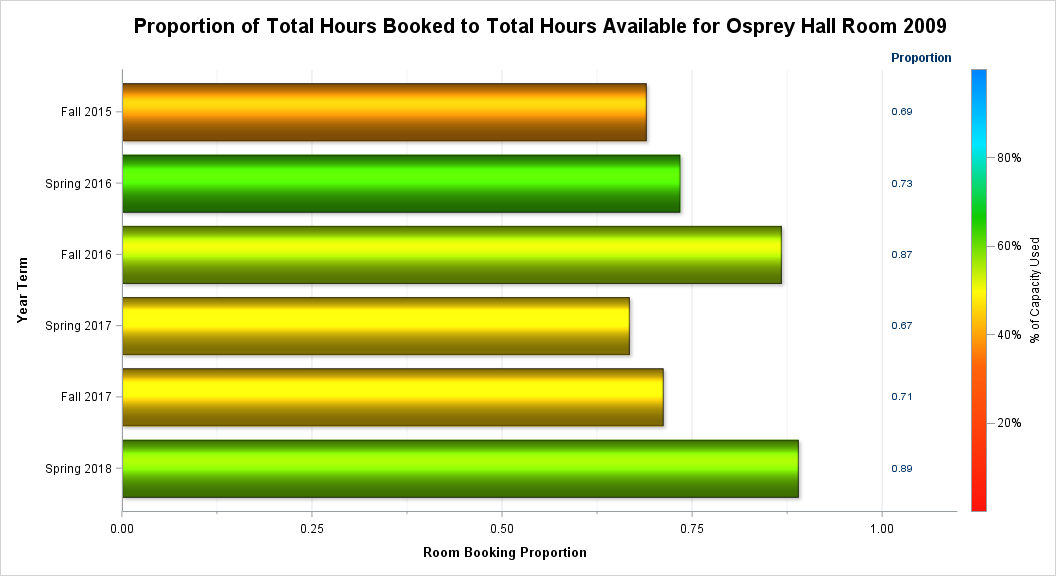 Proportion of Total Hours Booked to Total Hours Available for Osprey Hall Room 2009
Proportion
Fall 2015 0.69
Spring 2016 0.73
Fall 2016 0.87
Spring 2017 0.67
Fall 2017 0.71
Spring 2018 0.89
Year Term
0.00 0.25 0.50 0.75 1.00
Room Booking Proportion
80%
60%
40%
20%
% of Capacity Used